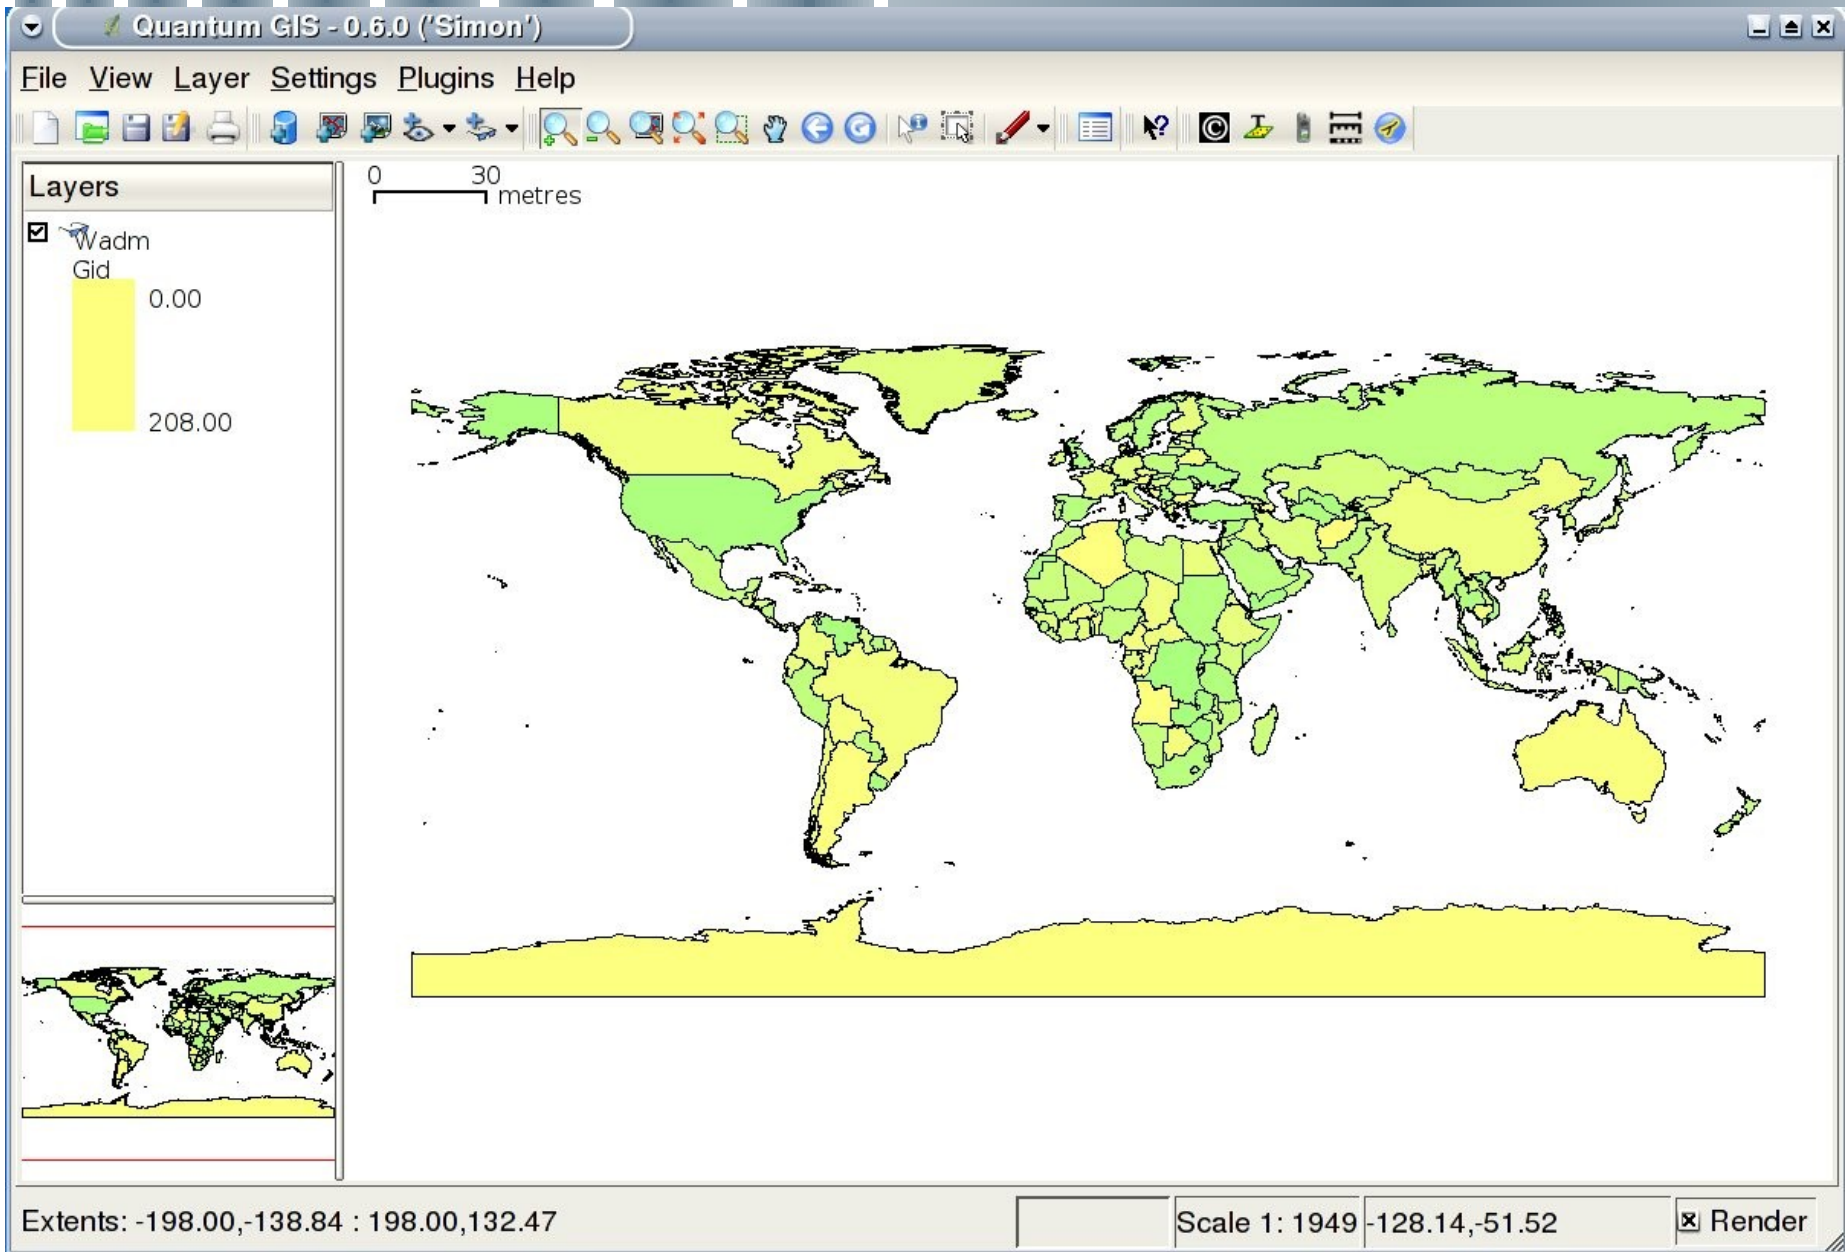 Quantum GIS - 0.6.0 ('Simon')
File View Layer Settings Plugins Help
Layers
Wadm
Gid
0.00
208.00
0 30
metres
Extents: -198.00,-138.84 : 198.00,132.47
Scale 1: 1949
-128.14,-51.52
Render